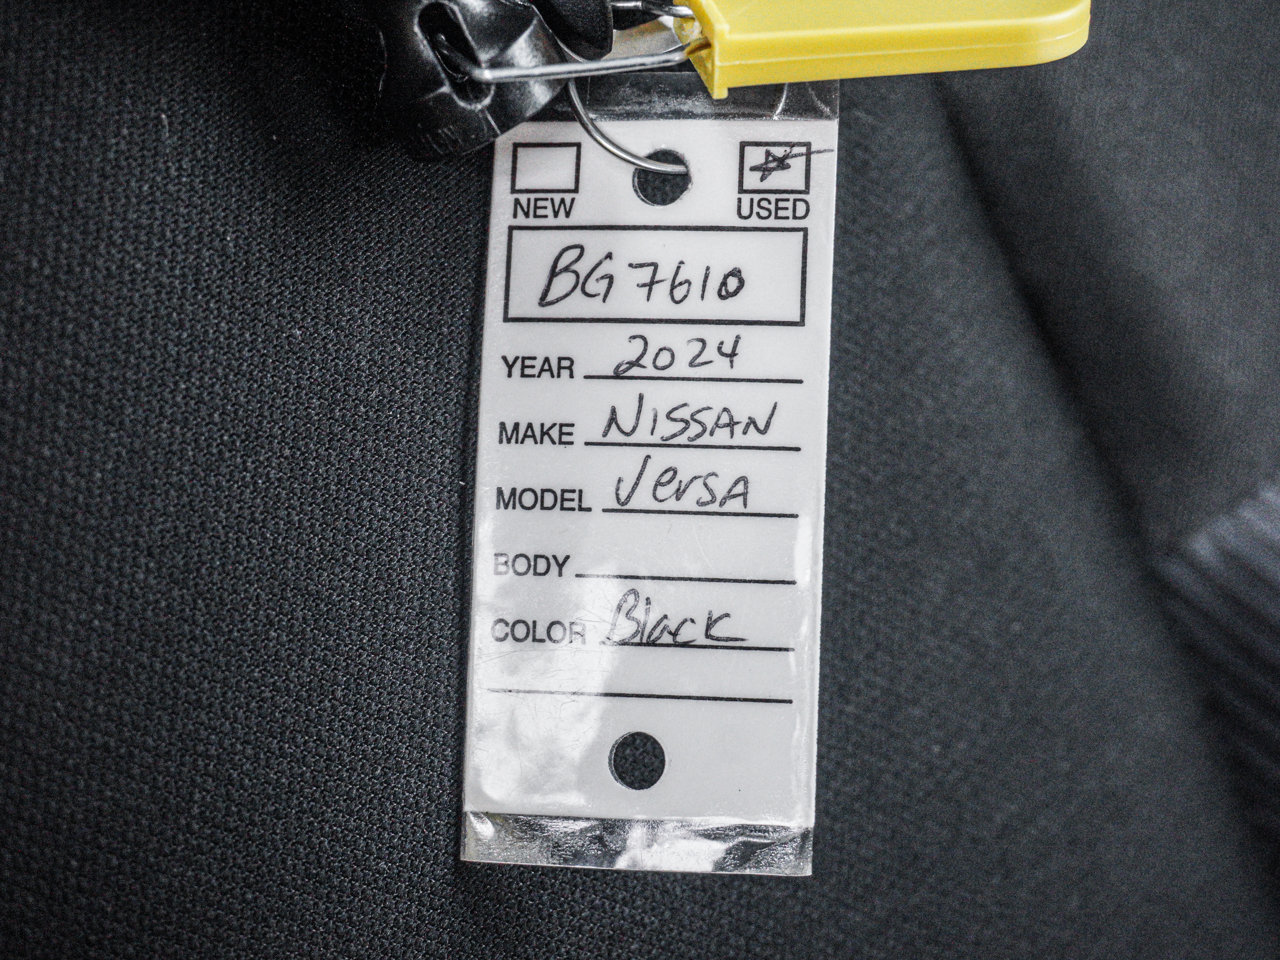 NEW USED
BG7610
YEAR 2024
MAKE NISSAN
MODEL VersA
BODY
COLOR Black